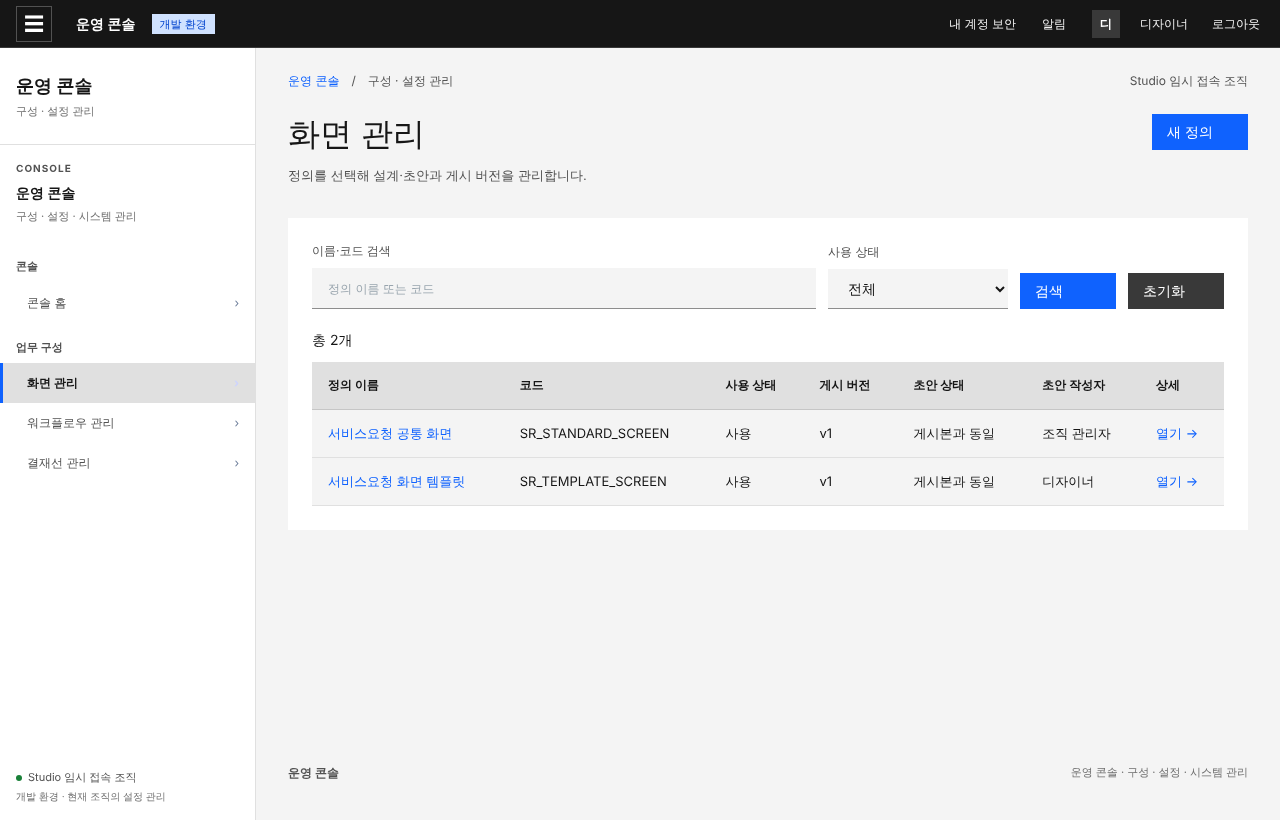 운영 콘솔 개발 환경 내 계정 보안 알림 디 디자이너 로그아웃
운영 콘솔
구성 · 설정 관리
CONSOLE
운영 콘솔
구성 · 설정 · 시스템 관리
콘솔
콘솔 홈 ›
업무 구성
화면 관리 ›
워크플로우 관리 ›
결재선 관리 ›
Studio 임시 접속 조직
개발 환경 · 현재 조직의 설정 관리
운영 콘솔 / 구성 · 설정 관리 Studio 임시 접속 조직
화면 관리 새 정의
정의를 선택해 설계·초안과 게시 버전을 관리합니다.
이름·코드 검색 사용 상태
정의 이름 또는 코드 전체 검색 초기화
총 2개
정의 이름 코드 사용 상태 게시 버전 초안 상태 초안 작성자 상세
서비스요청 공통 화면 SR_STANDARD_SCREEN 사용 v1 게시본과 동일 조직 관리자 열기 →
서비스요청 화면 템플릿 SR_TEMPLATE_SCREEN 사용 v1 게시본과 동일 디자이너 열기 →
운영 콘솔 운영 콘솔 · 구성 · 설정 · 시스템 관리